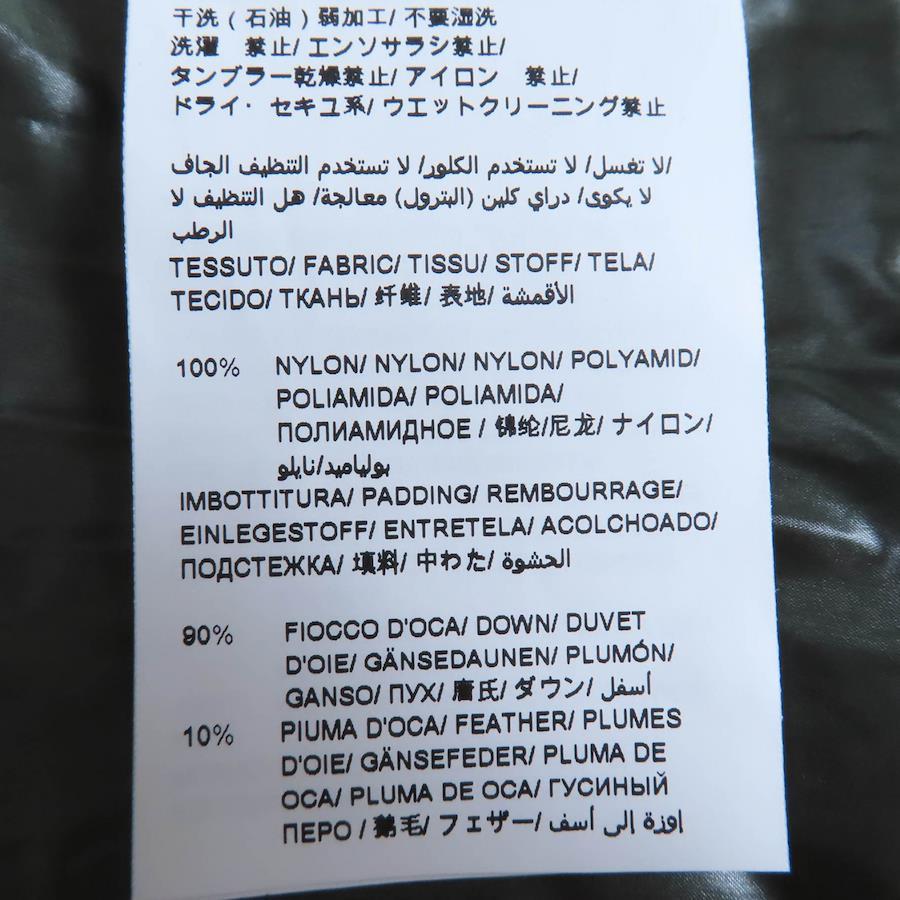 干洗（石油）弱加工/ 不要湿洗
洗濯　禁止/ エンソサラシ禁止/
タンブラー乾燥禁止/ アイロン　禁止/
ドライ・ セキユ系/ ウエットクリーニング禁止
لا تغسل/ لا تستخدم الكلور/ لا تستخدم التنظيف الجاف/
لا يكوى/ دراي كلين (البترول) معالجة/ هل التنظيف لا
الرطب
TESSUTO/ FABRIC/ TISSU/ STOFF/ TELA/
TECIDO/ ТКАНЬ/ 纤维/ 表地/ الأقمشة
100% NYLON/ NYLON/ NYLON/ POLYAMID/
POLIAMIDA/ POLIAMIDA/
ПОЛИАМИДНОЕ / 锦纶/尼龙/ ナイロン/
بولياميد/نايلو
IMBOTTITURA/ PADDING/ REMBOURRAGE/
EINLEGESTOFF/ ENTRETELA/ ACOLCHOADO/
ПОДСТЕЖКА/ 填料/ 中わた/ الحشوة
90% FIOCCO D'OCA/ DOWN/ DUVET
D'OIE/ GÄNSEDAUNEN/ PLUMÓN/
GANSO/ ПУХ/ 唐氏/ ダウン/ أسفل
10% PIUMA D'OCA/ FEATHER/ PLUMES
D'OIE/ GÄNSEFEDER/ PLUMA DE
OCA/ PLUMA DE OCA/ ГУСИНЫЙ
ПЕРО / 鹅毛/ フェザー/ اوزة إلى أسف